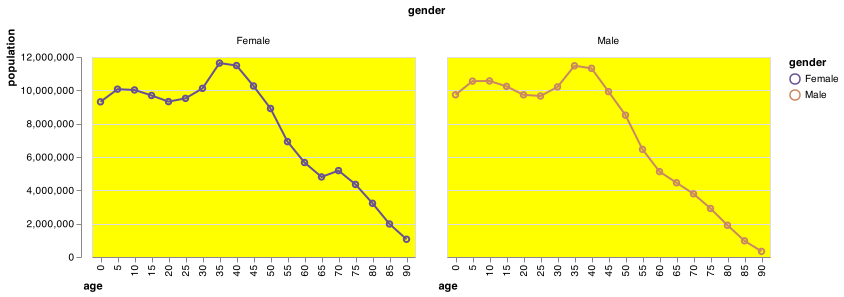 gender
Female
Male
population
12,000,000
10,000,000
8,000,000
6,000,000
4,000,000
2,000,000
0
0 5 10 15 20 25 30 35 40 45 50 55 60 65 70 75 80 85 90
age
0 5 10 15 20 25 30 35 40 45 50 55 60 65 70 75 80 85 90
age
gender
Female
Male